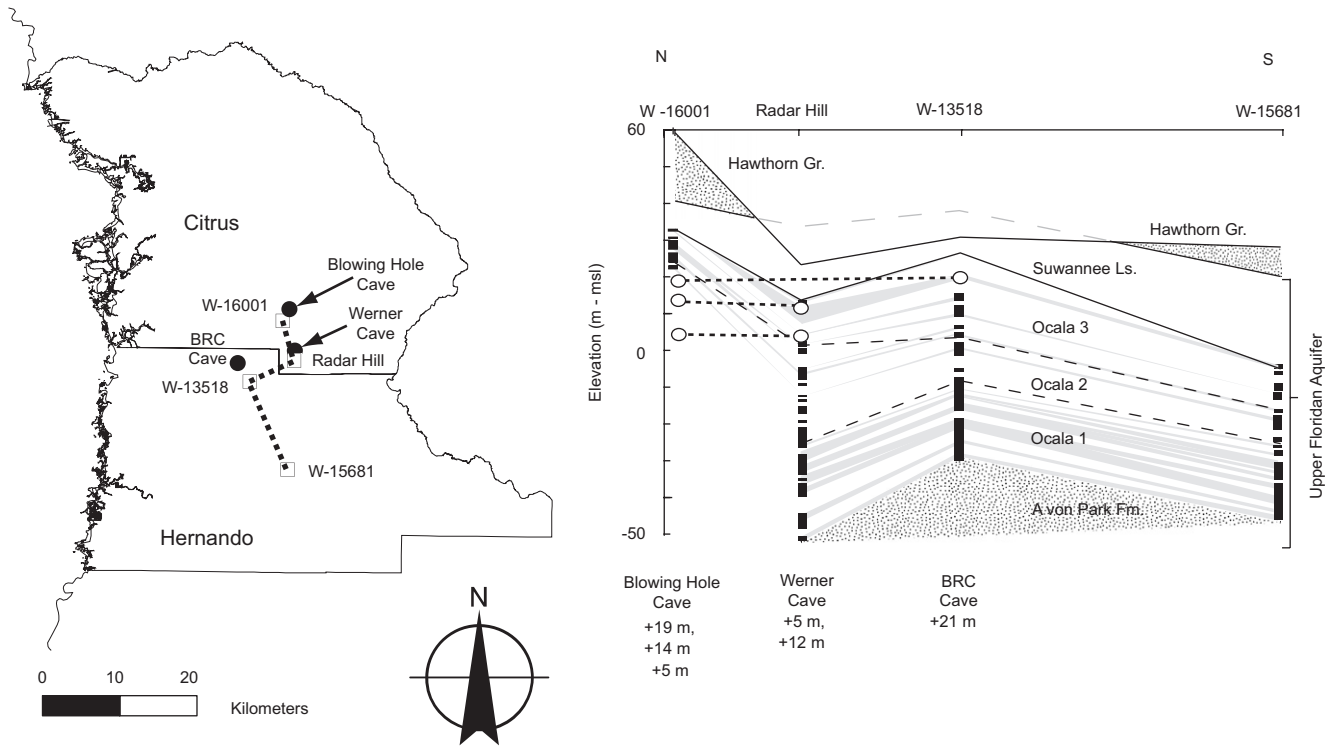 Citrus
Blowing Hole
Cave
W-16001
Werner
Cave
BRC
Cave
Radar Hill
W-13518
W-15681
Hernando
N
0 10 20
Kilometers
N S
W -16001 Radar Hill W-13518 W-15681
60
Hawthorn Gr.
Hawthorn Gr.
Suwannee Ls.
Elevation (m - msl)
Ocala 3
0
Ocala 2
Ocala 1
Upper Floridan Aquifer
A von Park Fm.
-50
Blowing Hole
Cave
+19 m,
+14 m
+5 m
Werner
Cave
+5 m,
+12 m
BRC
Cave
+21 m